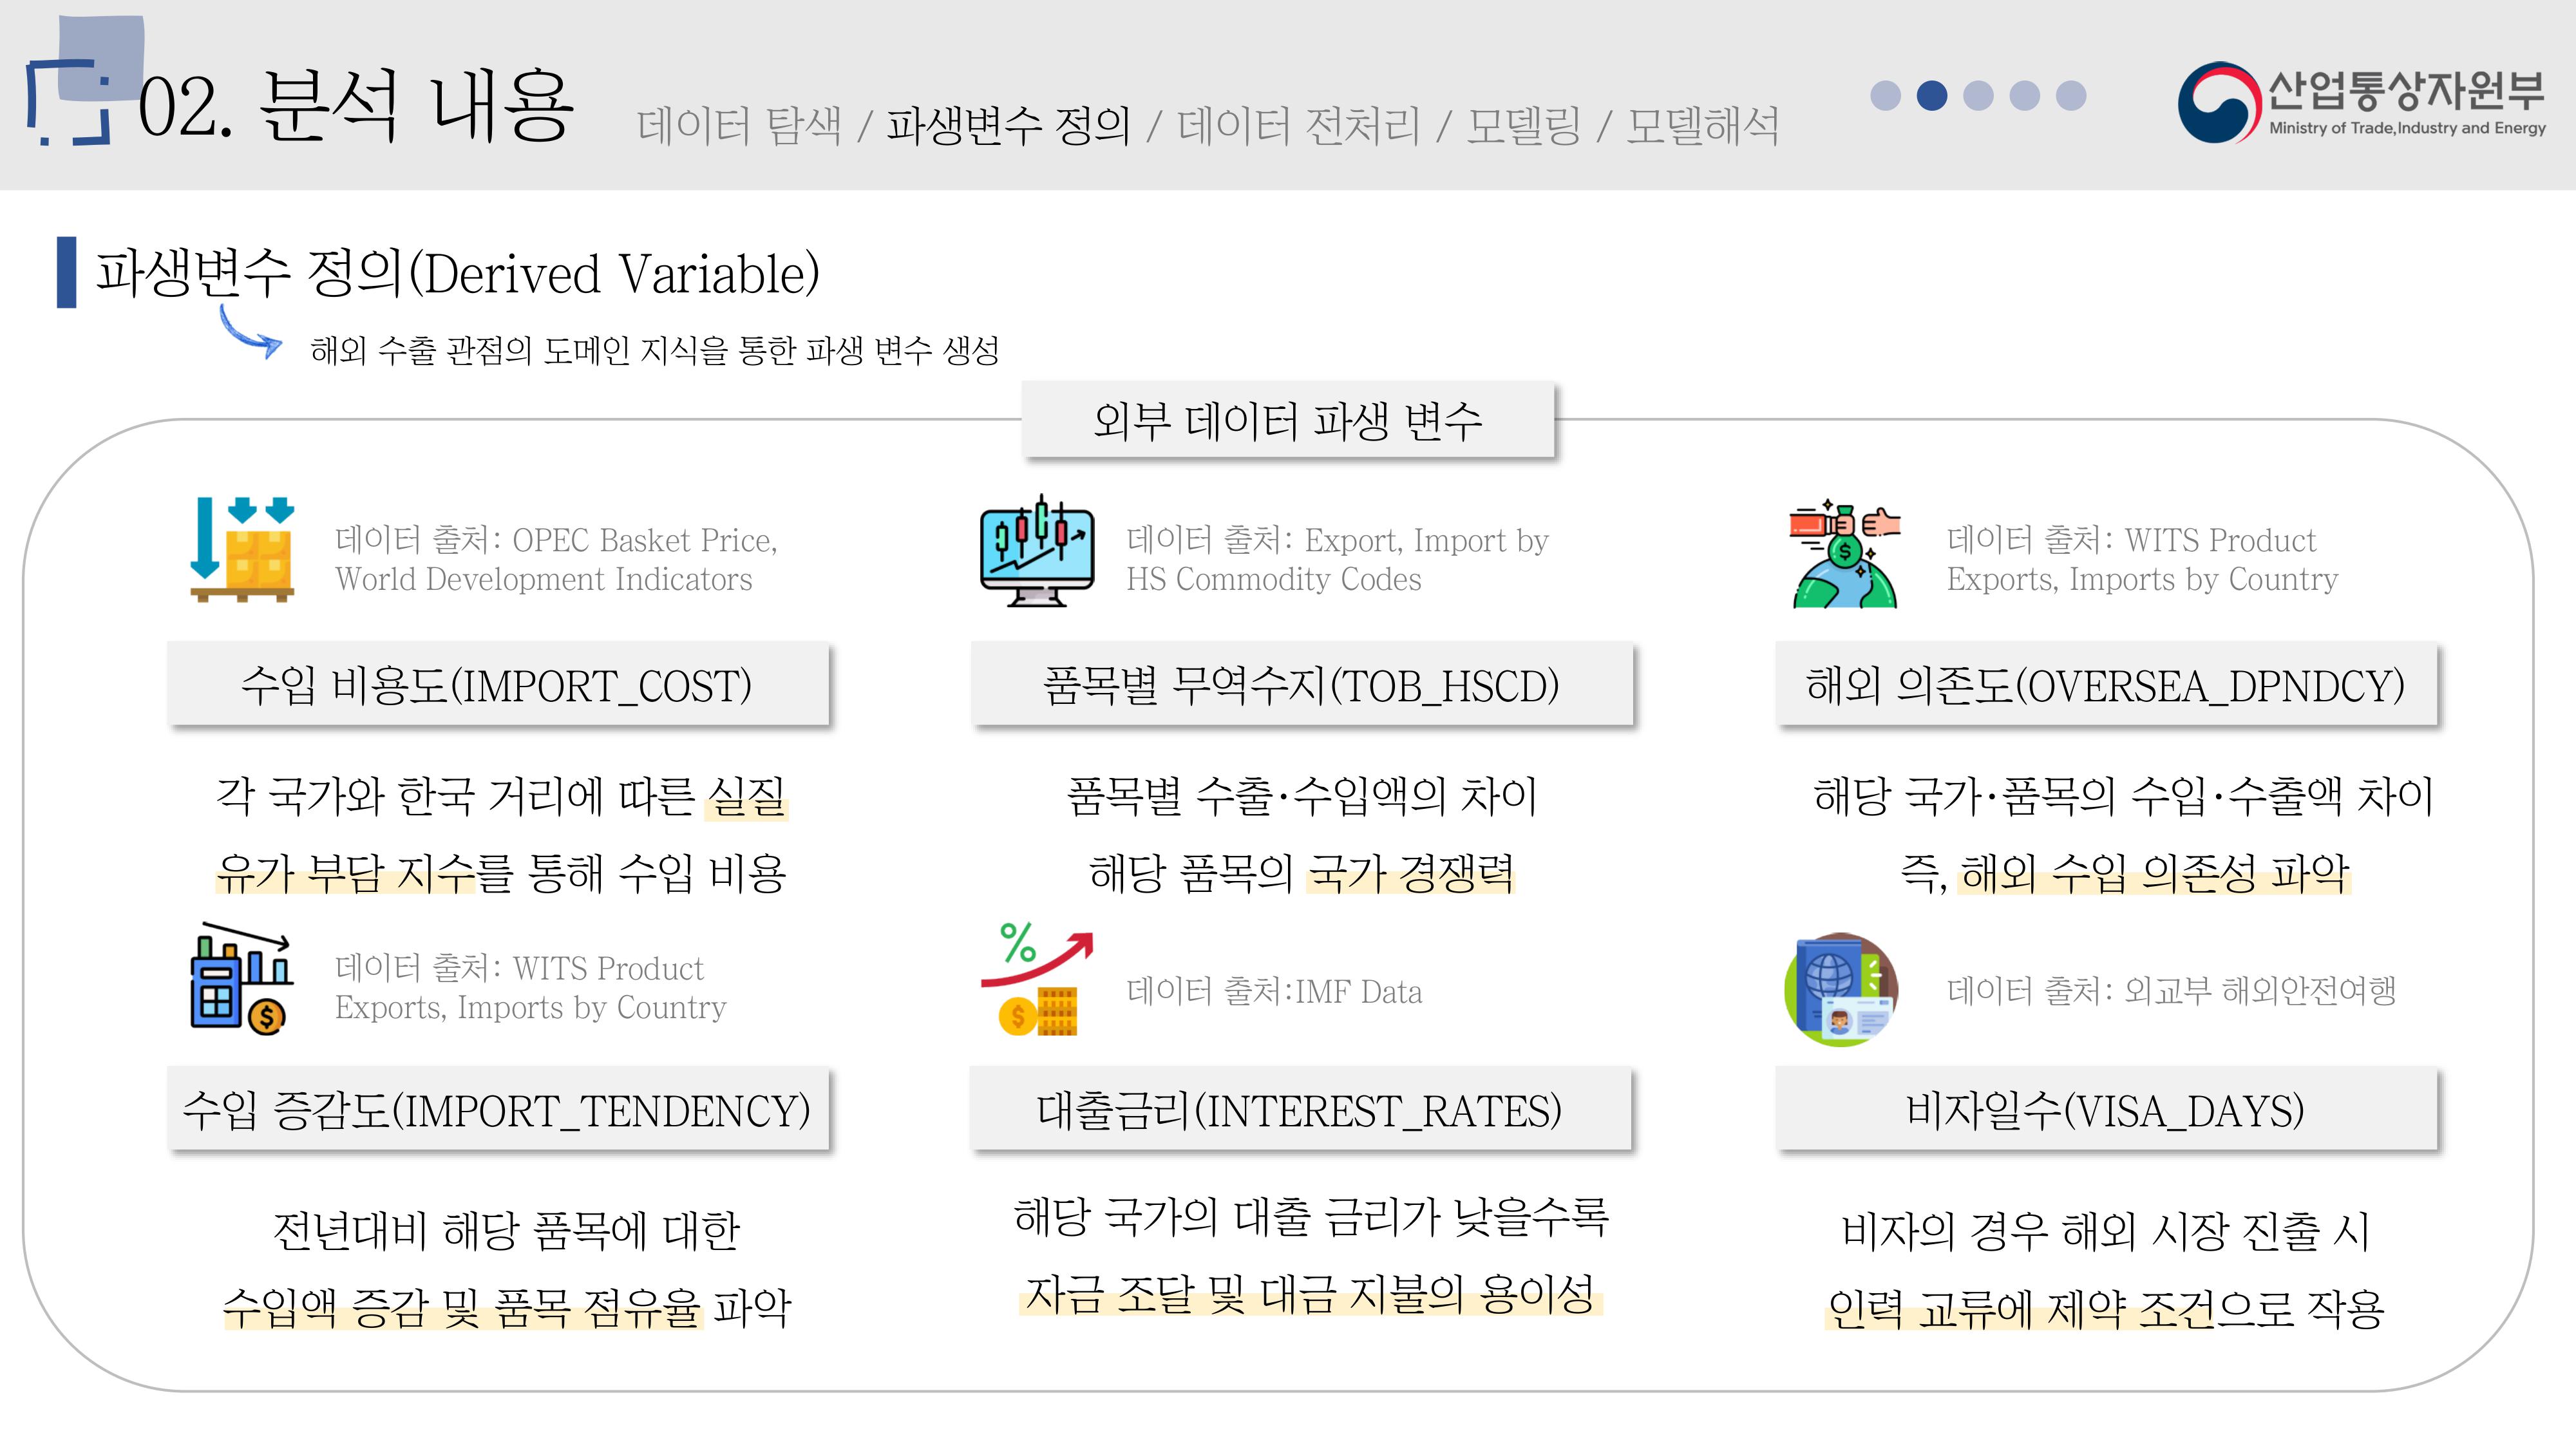 02. 분석 내용
데이터 탐색 / 파생변수 정의 / 데이터 전처리 / 모델링 / 모델해석
산업통상자원부
Ministry of Trade,Industry and Energy
파생변수 정의(Derived Variable)
해외 수출 관점의 도메인 지식을 통한 파생 변수 생성
외부 데이터 파생 변수
데이터 출처: OPEC Basket Price,
World Development Indicators
수입 비용도(IMPORT_COST)
각 국가와 한국 거리에 따른 실질
유가 부담 지수를 통해 수입 비용
데이터 출처: Export, Import by
HS Commodity Codes
품목별 무역수지(TOB_HSCD)
품목별 수출·수입액의 차이
해당 품목의 국가 경쟁력
데이터 출처: WITS Product
Exports, Imports by Country
해외 의존도(OVERSEA_DPNDCY)
해당 국가·품목의 수입·수출액 차이
즉, 해외 수입 의존성 파악
데이터 출처: WITS Product
Exports, Imports by Country
수입 증감도(IMPORT_TENDENCY)
전년대비 해당 품목에 대한
수입액 증감 및 품목 점유율 파악
데이터 출처:IMF Data
대출금리(INTEREST_RATES)
해당 국가의 대출 금리가 낮을수록
자금 조달 및 대금 지불의 용이성
데이터 출처: 외교부 해외안전여행
비자일수(VISA_DAYS)
비자의 경우 해외 시장 진출 시
인력 교류에 제약 조건으로 작용